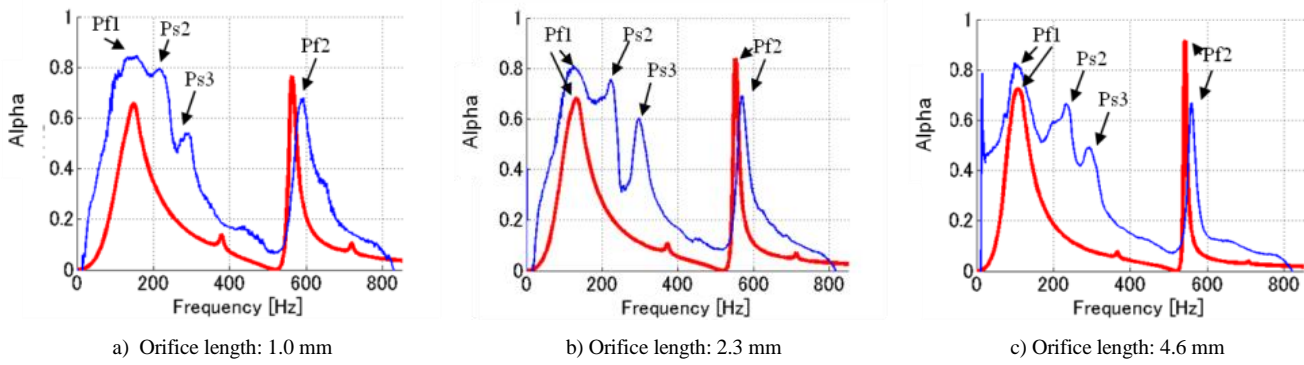 1
0.8
0.6
0.4
0.2
0
0 200 400 600 800
Alpha
Frequency [Hz]
Pf1
Ps2
Ps3
Pf2
a) Orifice length: 1.0 mm
1
0.8
0.6
0.4
0.2
0
0 200 400 600 800
Alpha
Frequency [Hz]
Pf1
Ps2
Ps3
Pf2
b) Orifice length: 2.3 mm
1
0.8
0.6
0.4
0.2
0
0 200 400 600 800
Alpha
Frequency [Hz]
Pf1
Ps2
Ps3
Pf2
c) Orifice length: 4.6 mm